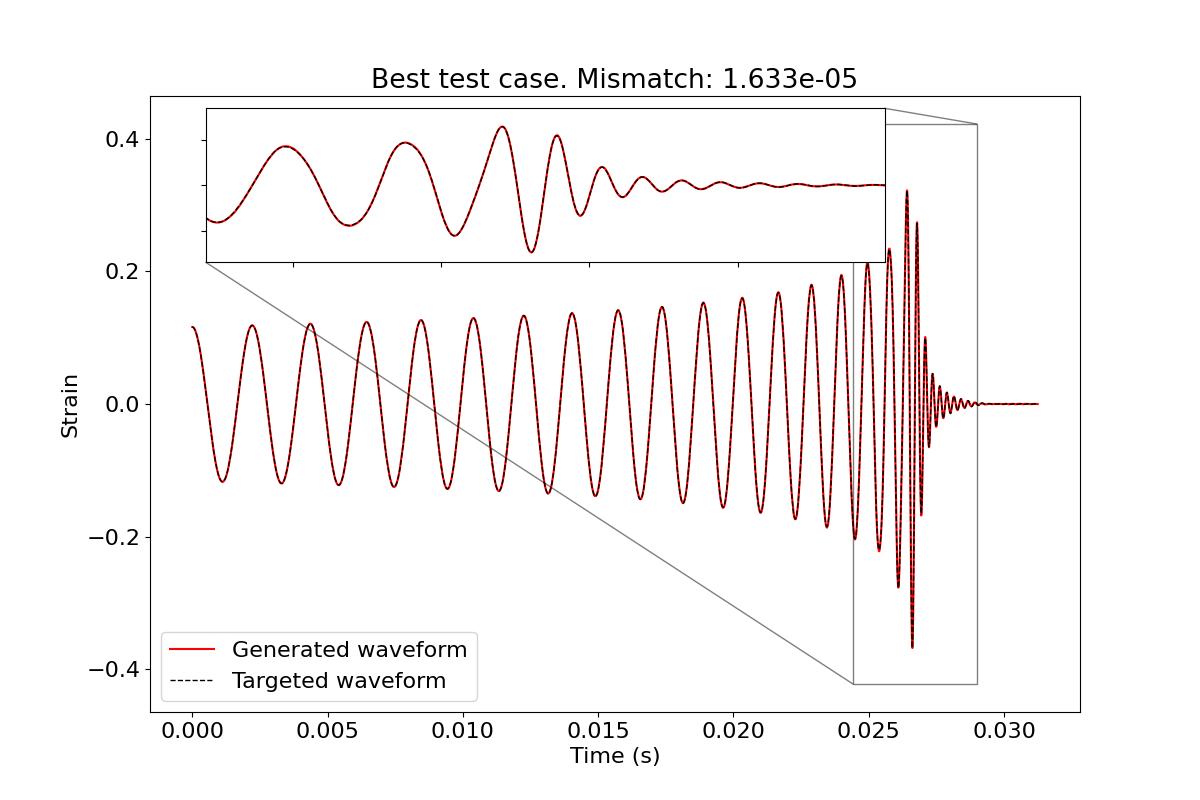 Best test case. Mismatch: 1.633e-05
0.4
0.2
0.0
−0.2
−0.4
Strain
Generated waveform
Targeted waveform
0.000 0.005 0.010 0.015 0.020 0.025 0.030
Time (s)